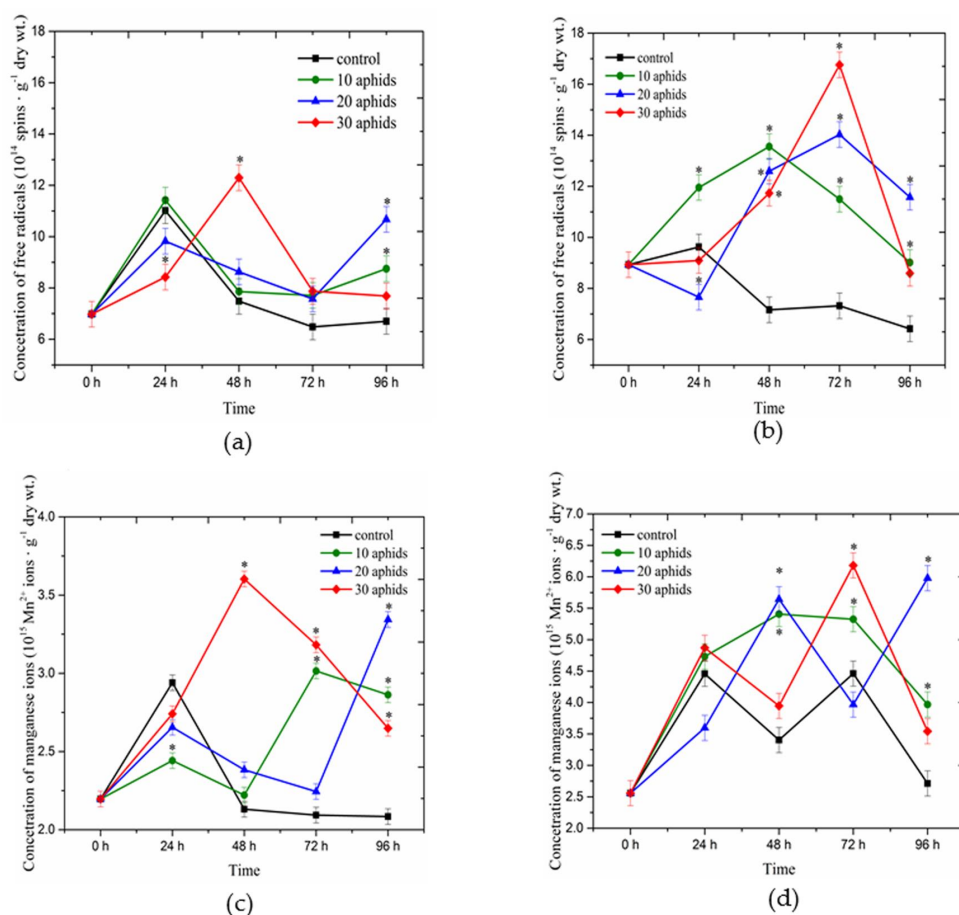 Concetration of free radicals (10¹⁴ spins · g⁻¹ dry wt.)
18
16
14
12
10
8
6
control
10 aphids
20 aphids
30 aphids
*
*
*
*
0 h
24 h
48 h
72 h
96 h
Time
(a)
Concetration of free radicals (10¹⁴ spins · g⁻¹ dry wt.)
18
16
14
12
10
8
6
control
10 aphids
20 aphids
30 aphids
*
*
*
*
*
*
*
*
*
*
*
0 h
24 h
48 h
72 h
96 h
Time
(b)
Concetration of manganese ions (10¹⁵ Mn²⁺ ions · g⁻¹ dry wt.)
4.0
3.5
3.0
2.5
2.0
control
10 aphids
20 aphids
30 aphids
*
*
*
*
*
*
*
0 h
24 h
48 h
72 h
96 h
Time
(c)
Concetration of manganese ions (10¹⁵ Mn²⁺ ions · g⁻¹ dry wt.)
7.0
6.5
6.0
5.5
5.0
4.5
4.0
3.5
3.0
2.5
2.0
control
10 aphids
20 aphids
30 aphids
*
*
*
*
*
*
0 h
24 h
48 h
72 h
96 h
Time
(d)